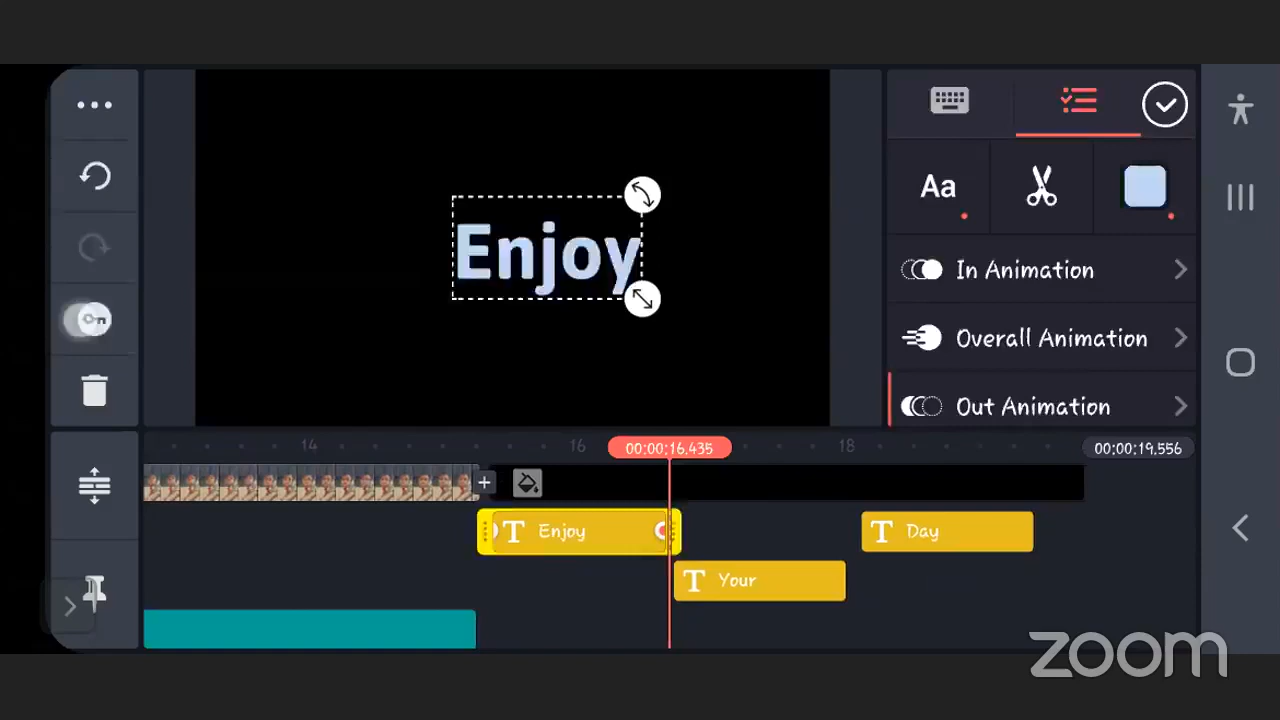 Enjoy
Aa
In Animation
Overall Animation
Out Animation
14
16
00:00:16,435
18
00:00:19,556
T Enjoy
T Day
T Your
zoom